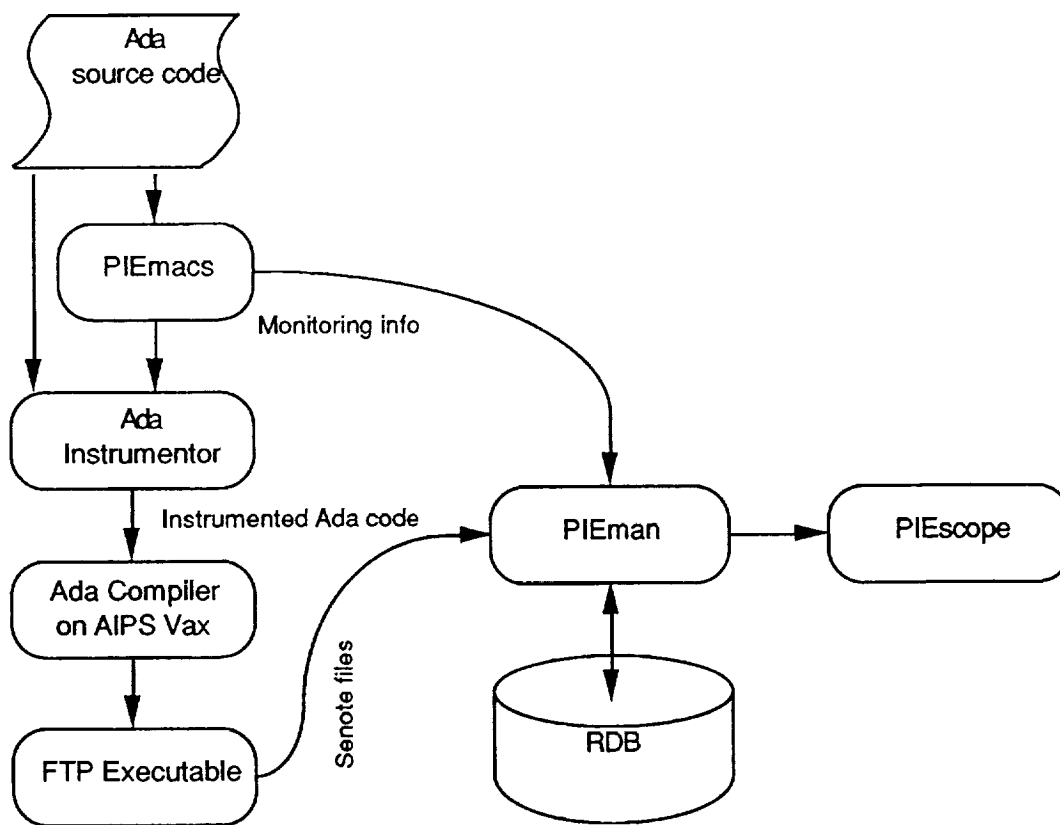 Ada
source code
PIEmacs
Monitoring info
Ada
Instrumentor
Instrumented Ada code
PIEman
PIEscope
Ada Compiler
on AIPS Vax
Senote files
RDB
FTP Executable